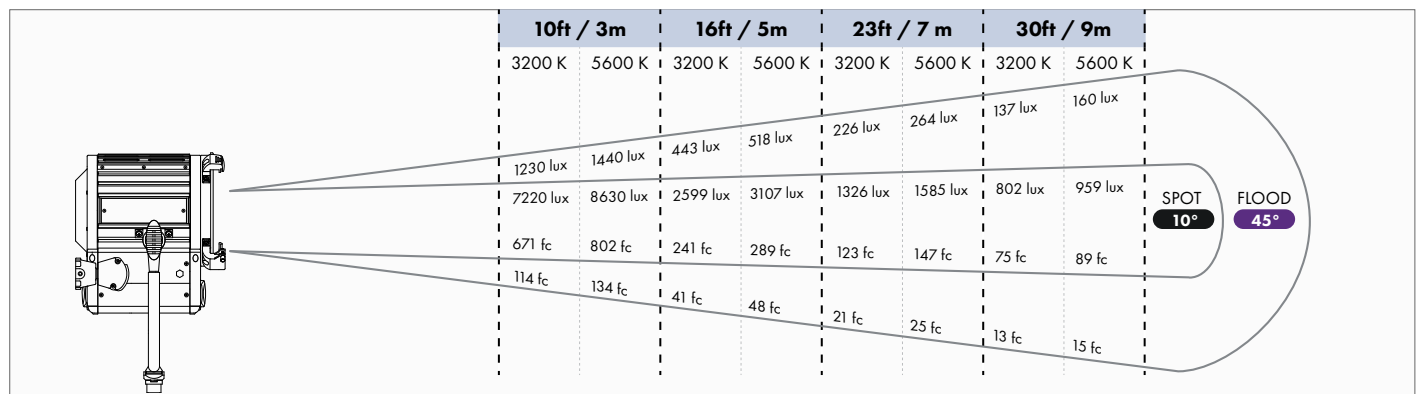 10ft / 3m 16ft / 5m 23ft / 7 m 30ft / 9m
3200 K 5600 K 3200 K 5600 K 3200 K 5600 K 3200 K 5600 K
1230 lux 1440 lux 443 lux 518 lux 226 lux 264 lux 137 lux 160 lux
7220 lux 8630 lux 2599 lux 3107 lux 1326 lux 1585 lux 802 lux 959 lux
SPOT FLOOD
10° 45°
671 fc 802 fc 241 fc 289 fc 123 fc 147 fc 75 fc 89 fc
114 fc 134 fc 41 fc 48 fc 21 fc 25 fc 13 fc 15 fc